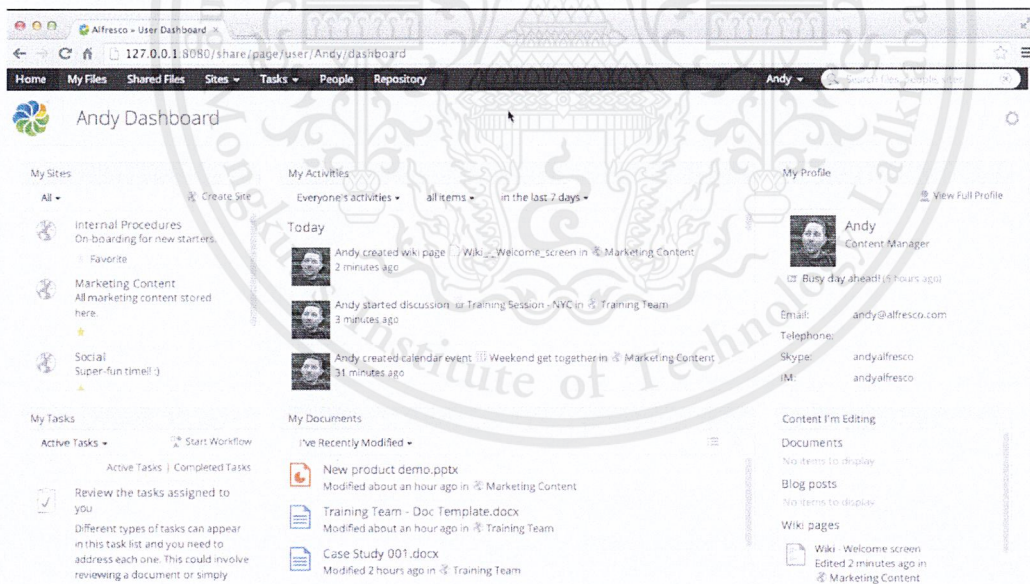 Alfresco » User Dashboard
127.0.0.1:8080/share/page/user/Andy/dashboard
Home My Files Shared Files Sites Tasks People Repository Andy
Andy Dashboard
My Sites
All Create Site
Internal Procedures
On-boarding for new starters.
Favorite
Marketing Content
All marketing content stored
here.
Social
Super-fun time!! :)
My Activities
Everyone's activities all items in the last 7 days
Today
Andy created wiki page Wiki_-_Welcome_screen in Marketing Content
2 minutes ago
Andy started discussion Training Session - NYC in Training Team
3 minutes ago
Andy created calendar event Weekend get together in Marketing Content
31 minutes ago
My Profile
View Full Profile
Andy
Content Manager
Busy day ahead! hours ago)
Email: andy@alfresco.com
Telephone:
Skype: andyalfresco
IM: andyalfresco
My Tasks
Active Tasks Start Workflow
Active Tasks | Completed Tasks
Review the tasks assigned to
you
Different types of tasks can appear
in this task list and you need to
address each one. This could involve
reviewing a document or simply
My Documents
I've Recently Modified
New product demo.pptx
Modified about an hour ago in Marketing Content
Training Team - Doc Template.docx
Modified about an hour ago in Training Team
Case Study 001.docx
Modified 2 hours ago in Training Team
Content I'm Editing
Documents
No items to display
Blog posts
No items to display
Wiki pages
Wiki - Welcome screen
Edited 2 minutes ago in
Marketing Content
Institute of Technology Ladkrabang